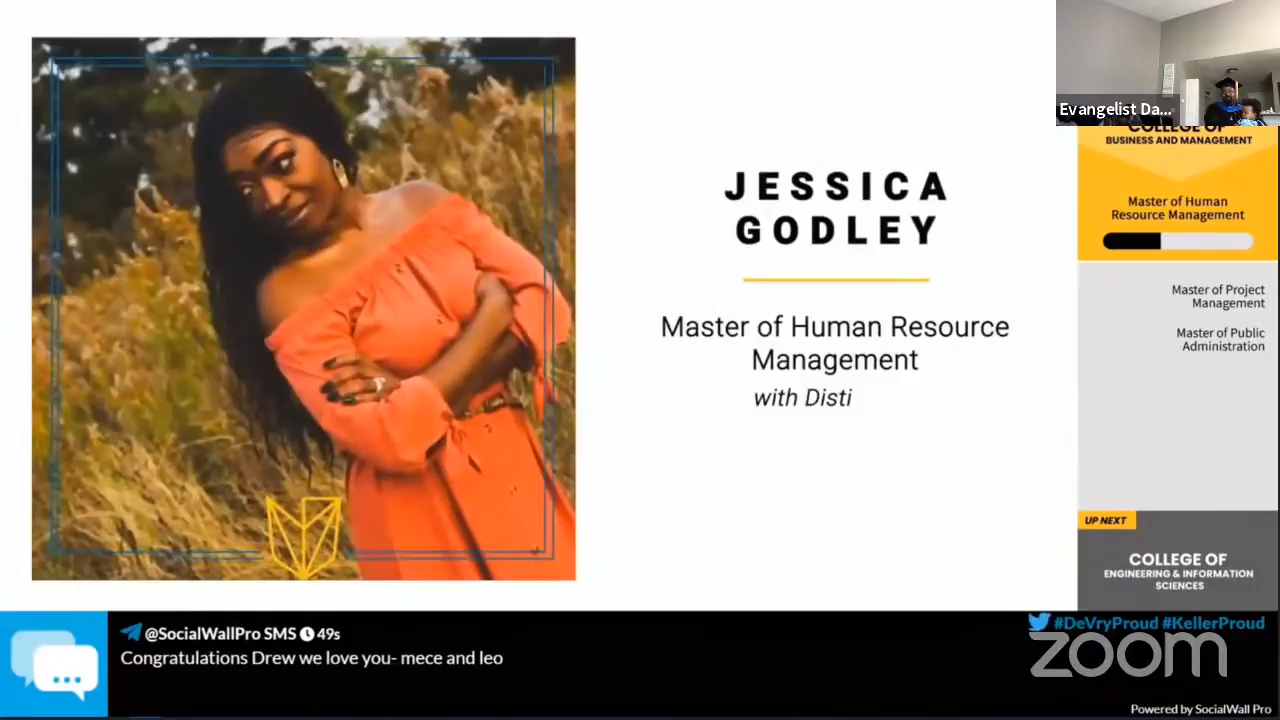 JESSICA
GODLEY
Master of Human Resource
Management
with Disti
Evangelist Da...
COLLEGE OF
BUSINESS AND MANAGEMENT
Master of Human
Resource Management
Master of Project
Management
Master of Public
Administration
UP NEXT
COLLEGE OF
ENGINEERING & INFORMATION
SCIENCES
@SocialWallPro SMS 49s
Congratulations Drew we love you- mece and leo
#DeVryProud #KellerProud
zoom
Powered by SocialWall Pro